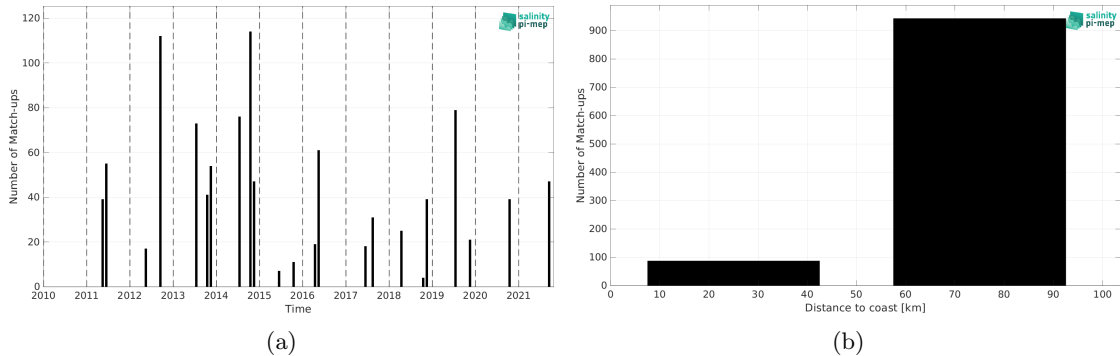 120
100
80
60
40
20
0
Number of Match-ups
2010 2011 2012 2013 2014 2015 2016 2017 2018 2019 2020 2021
Time
salinity
pi-mep
(a)
900
800
700
600
500
400
300
200
100
0
Number of Match-ups
0 10 20 30 40 50 60 70 80 90 100
Distance to coast [km]
salinity
pi-mep
(b)